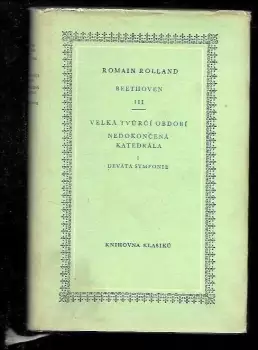 ROMAIN ROLLAND
BEETHOVEN
III
VELKÁ TVŮRČÍ OBDOBÍ
NEDOKONČENÁ
KATEDRÁLA
I
DEVÁTÁ SYMFONIE
KNIHOVNA KLASIKŮ